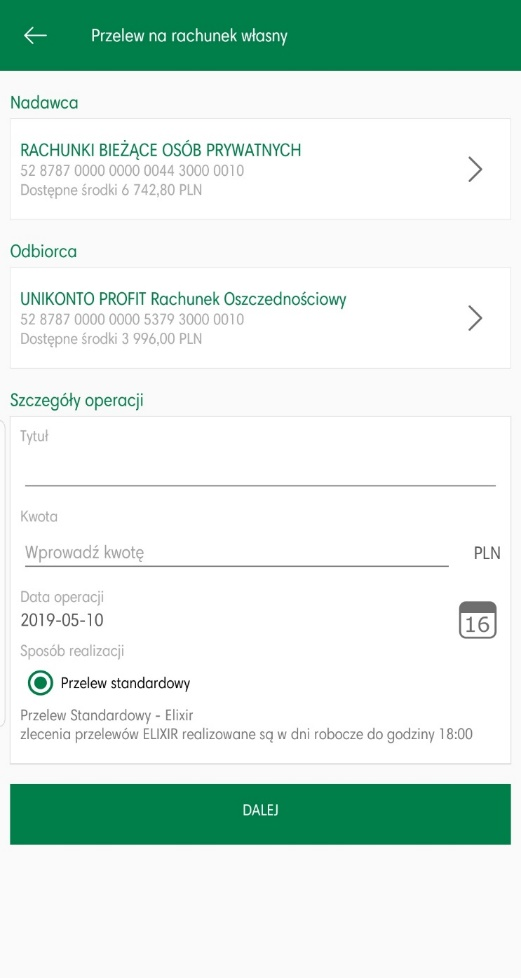 Przelew na rachunek własny
Nadawca
RACHUNKI BIEŻĄCE OSÓB PRYWATNYCH
52 8787 0000 0000 0044 3000 0010
Dostępne środki 6 742,80 PLN
Odbiorca
UNIKONTO PROFIT Rachunek Oszczednościowy
52 8787 0000 0000 5379 3000 0010
Dostępne środki 3 996,00 PLN
Szczegóły operacji
Tytuł
Kwota
Wprowadź kwotę PLN
Data operacji
2019-05-10
16
Sposób realizacji
Przelew standardowy
Przelew Standardowy - Elixir
zlecenia przelewów ELIXIR realizowane są w dni robocze do godziny 18:00
DALEJ